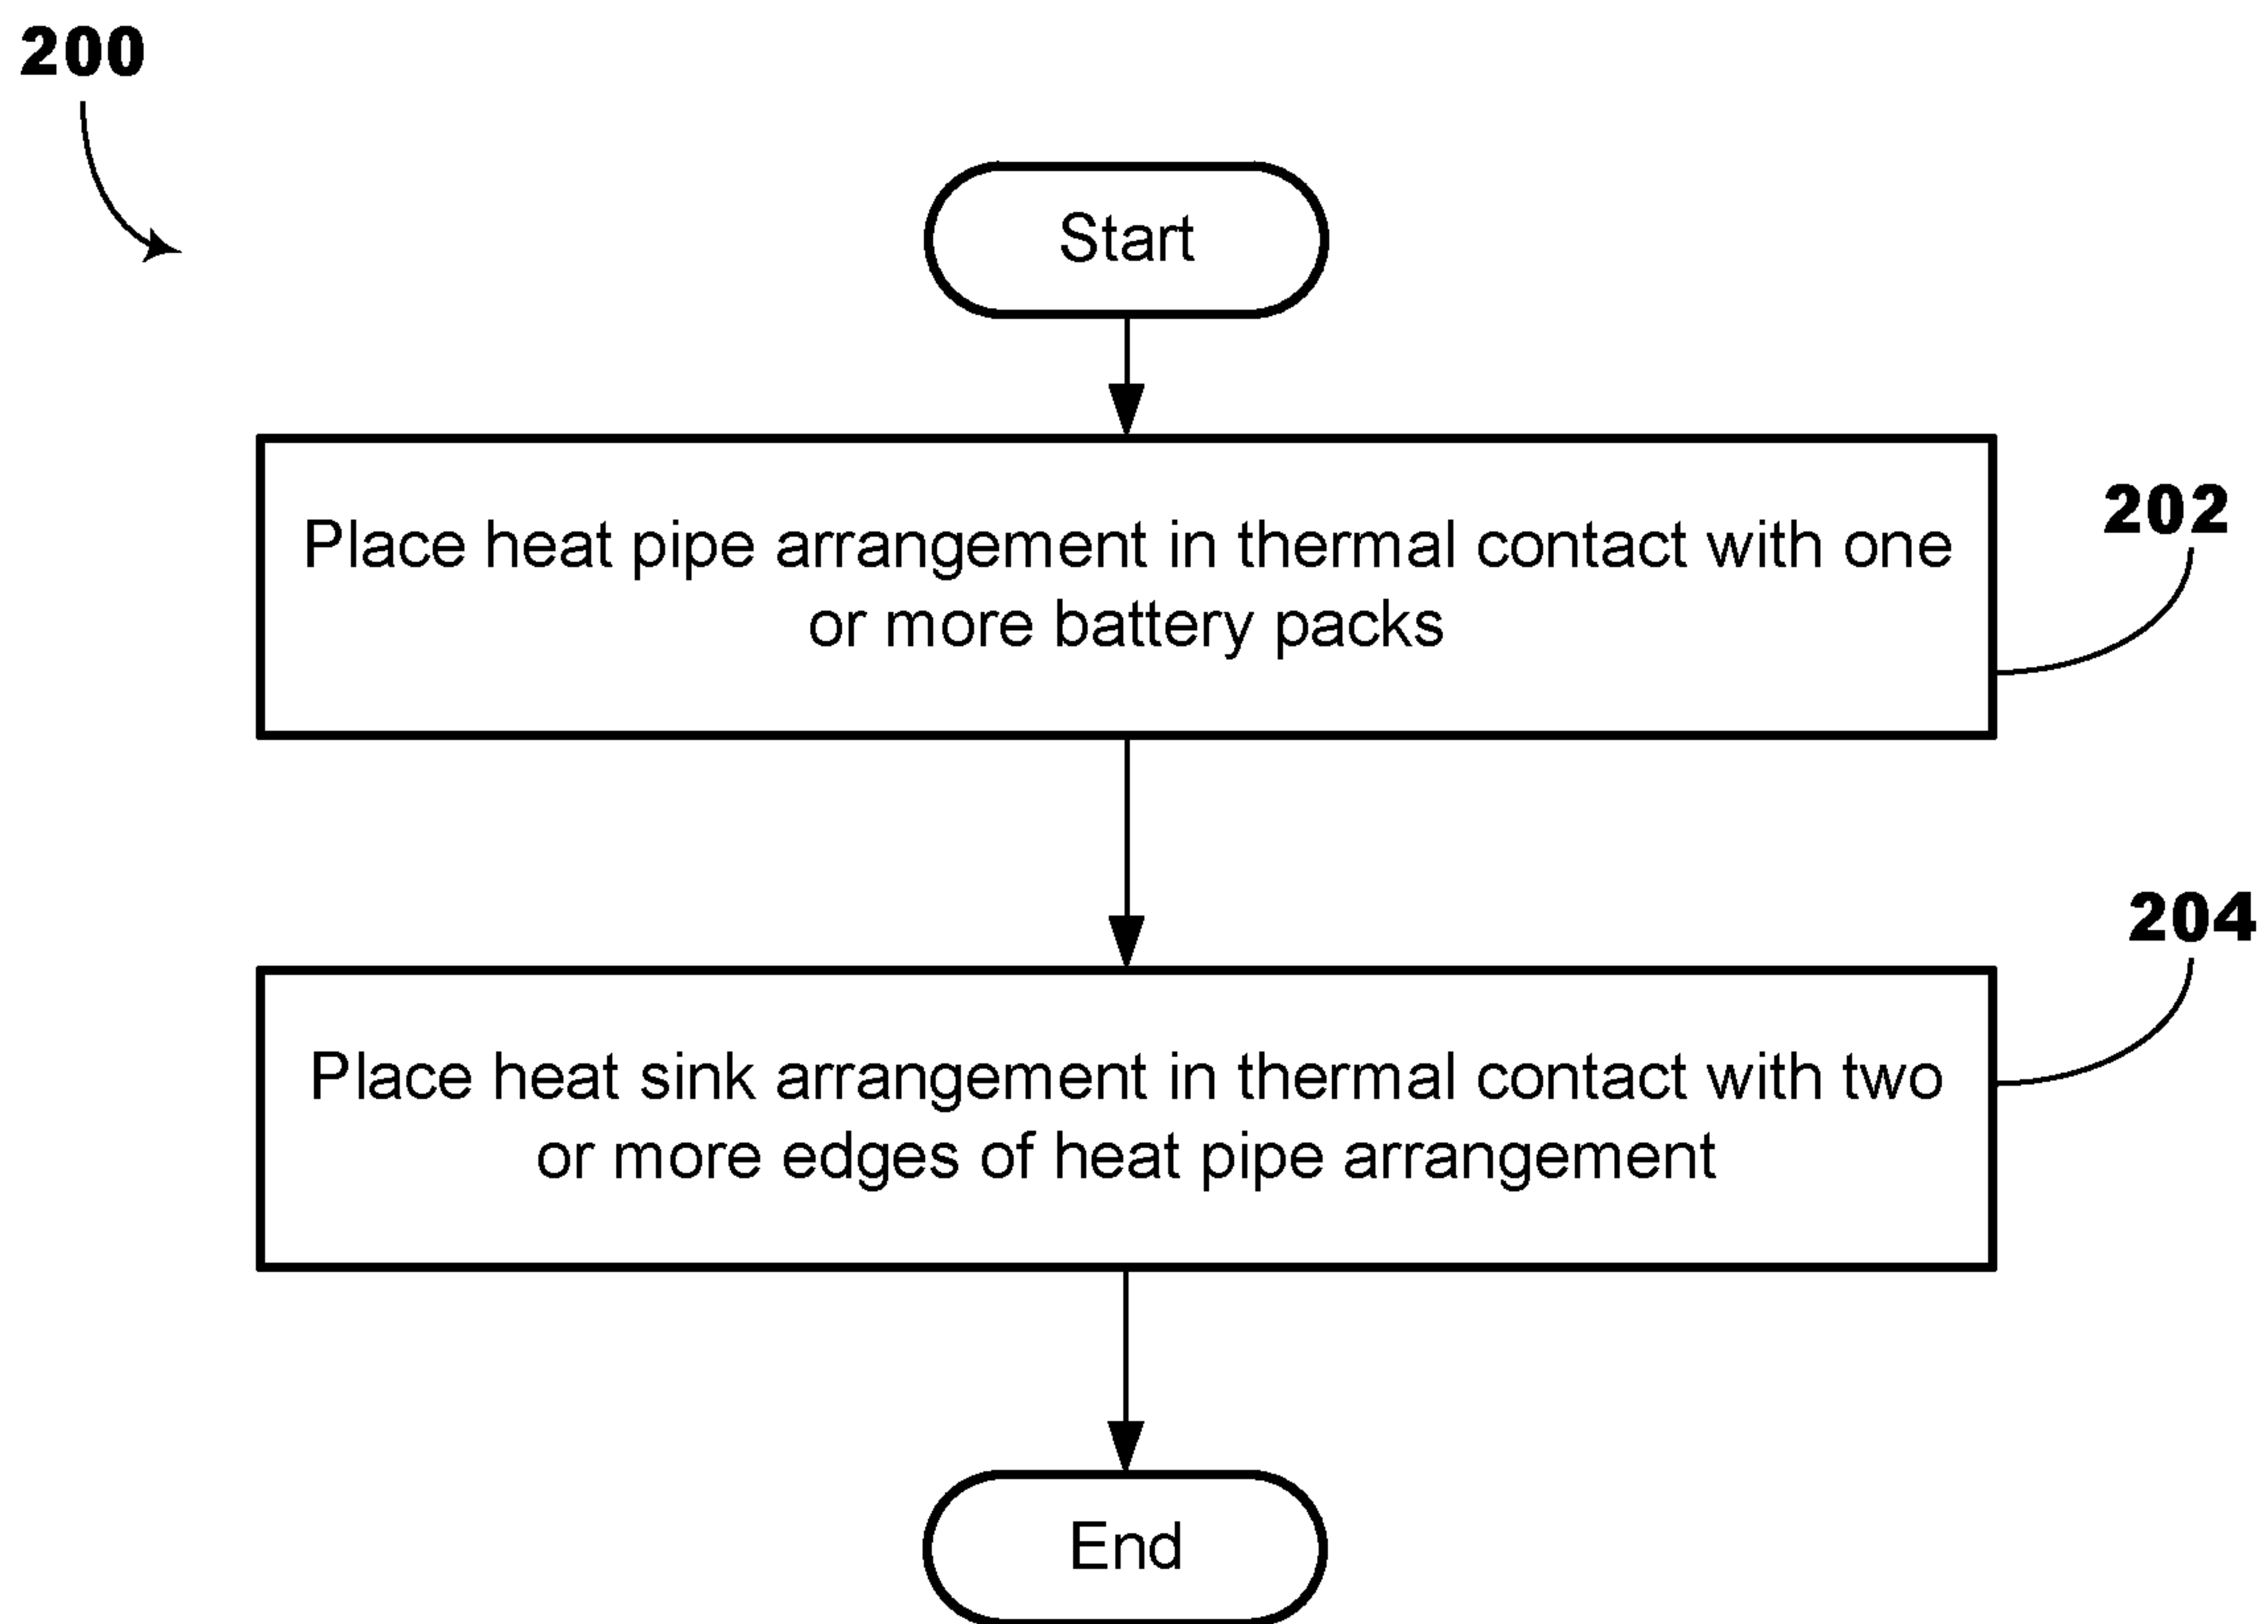 200
Start
Place heat pipe arrangement in thermal contact with one
or more battery packs
202
Place heat sink arrangement in thermal contact with two
or more edges of heat pipe arrangement
204
End